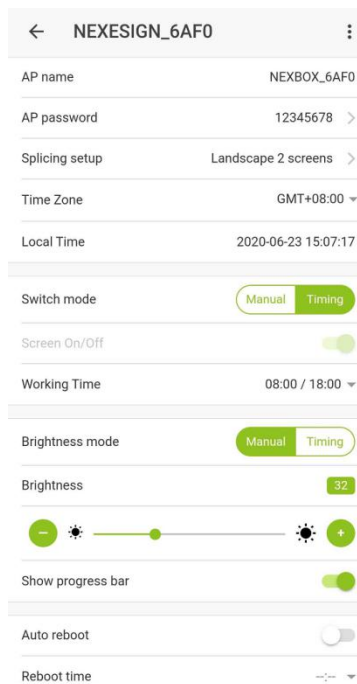 NEXESIGN_6AF0
AP name NEXBOX_6AF0
AP password 12345678
Splicing setup Landscape 2 screens
Time Zone GMT+08:00
Local Time 2020-06-23 15:07:17
Switch mode Manual Timing
Screen On/Off
Working Time 08:00 / 18:00
Brightness mode Manual Timing
Brightness 32
Show progress bar
Auto reboot
Reboot time --:--